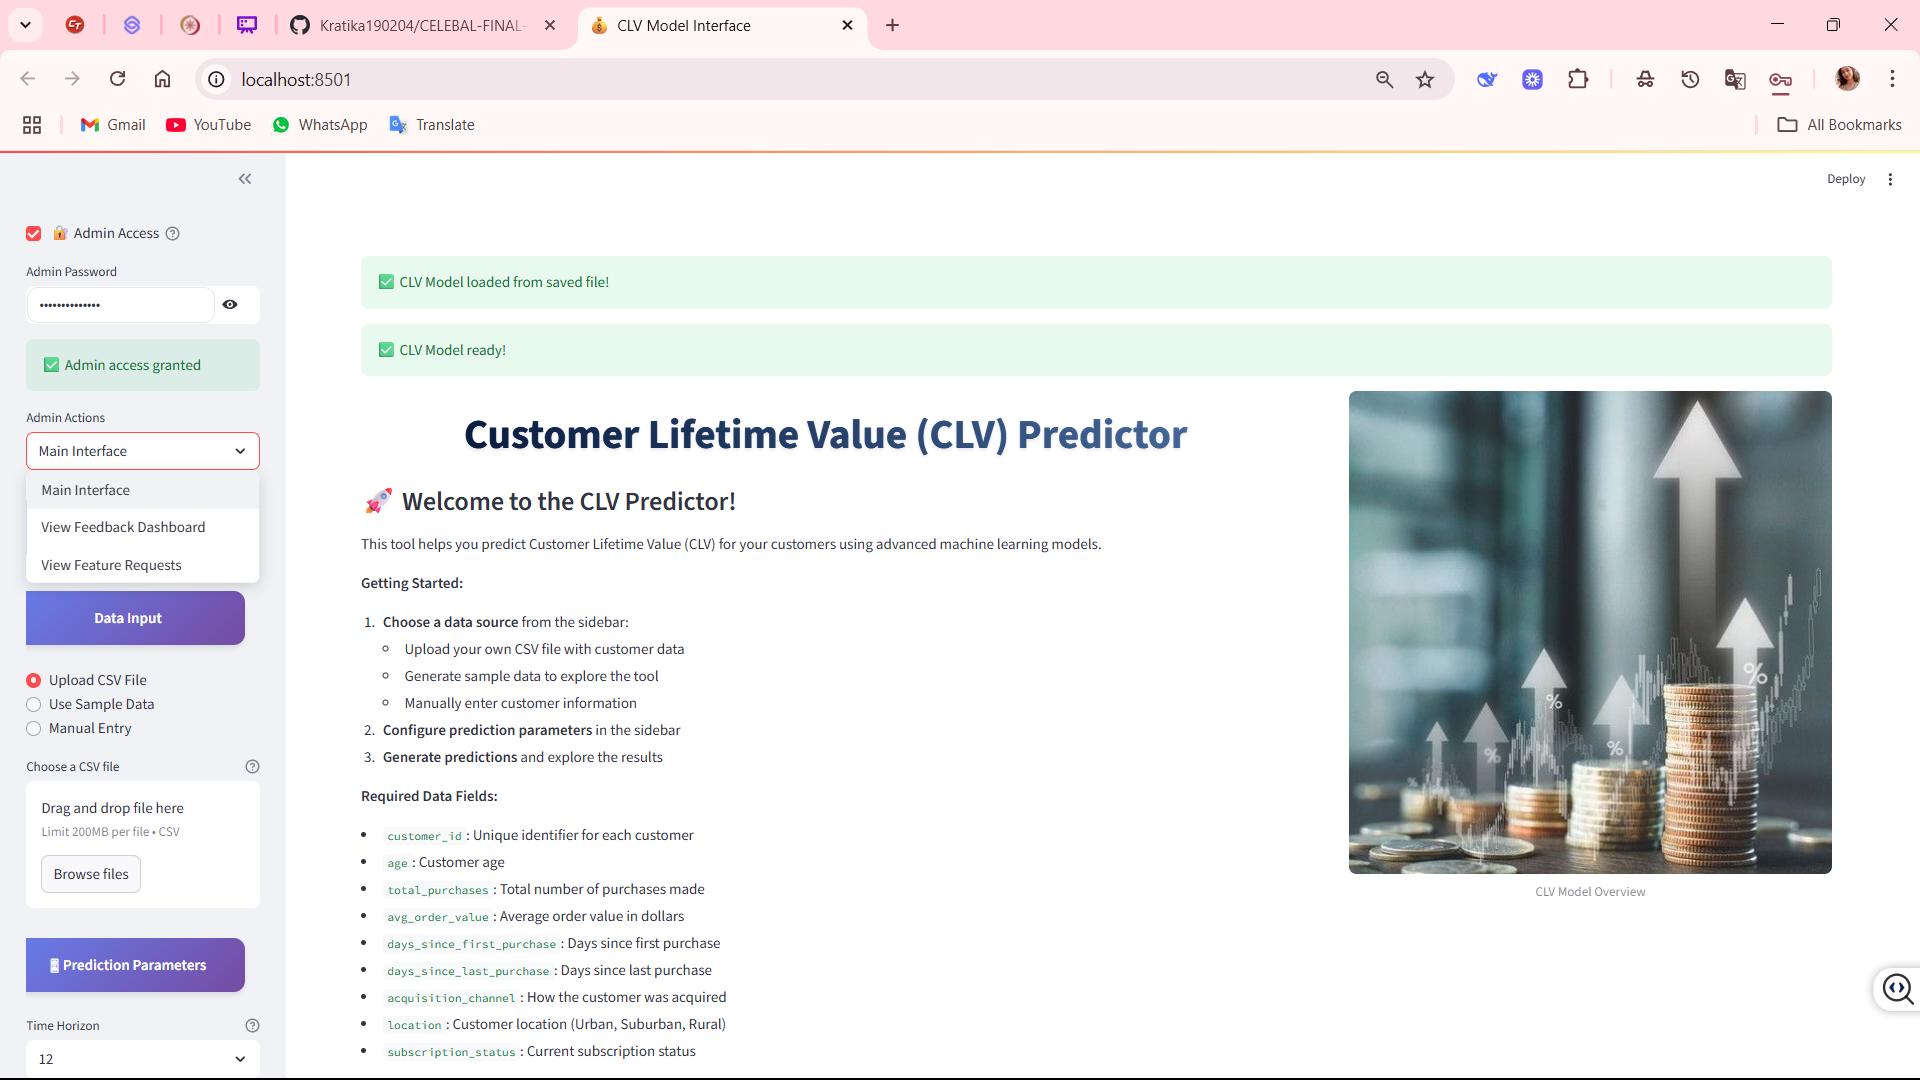 Kratika190204/CELEBAL-FINAL-
CLV Model Interface
localhost:8501
Gmail
YouTube
WhatsApp
Translate
All Bookmarks
Deploy
Admin Access
Admin Password
••••••••••••••
Admin access granted
Admin Actions
Main Interface
Main Interface
View Feedback Dashboard
View Feature Requests
Data Input
Upload CSV File
Use Sample Data
Manual Entry
Choose a CSV file
Drag and drop file here
Limit 200MB per file • CSV
Browse files
Prediction Parameters
Time Horizon
12
✅ CLV Model loaded from saved file!
✅ CLV Model ready!
Customer Lifetime Value (CLV) Predictor
🚀 Welcome to the CLV Predictor!
This tool helps you predict Customer Lifetime Value (CLV) for your customers using advanced machine learning models.
Getting Started:
1. Choose a data source from the sidebar:
Upload your own CSV file with customer data
Generate sample data to explore the tool
Manually enter customer information
2. Configure prediction parameters in the sidebar
3. Generate predictions and explore the results
Required Data Fields:
• customer_id : Unique identifier for each customer
• age : Customer age
• total_purchases : Total number of purchases made
• avg_order_value : Average order value in dollars
• days_since_first_purchase : Days since first purchase
• days_since_last_purchase : Days since last purchase
• acquisition_channel : How the customer was acquired
• location : Customer location (Urban, Suburban, Rural)
• subscription_status : Current subscription status
%
%
%
%
CLV Model Overview